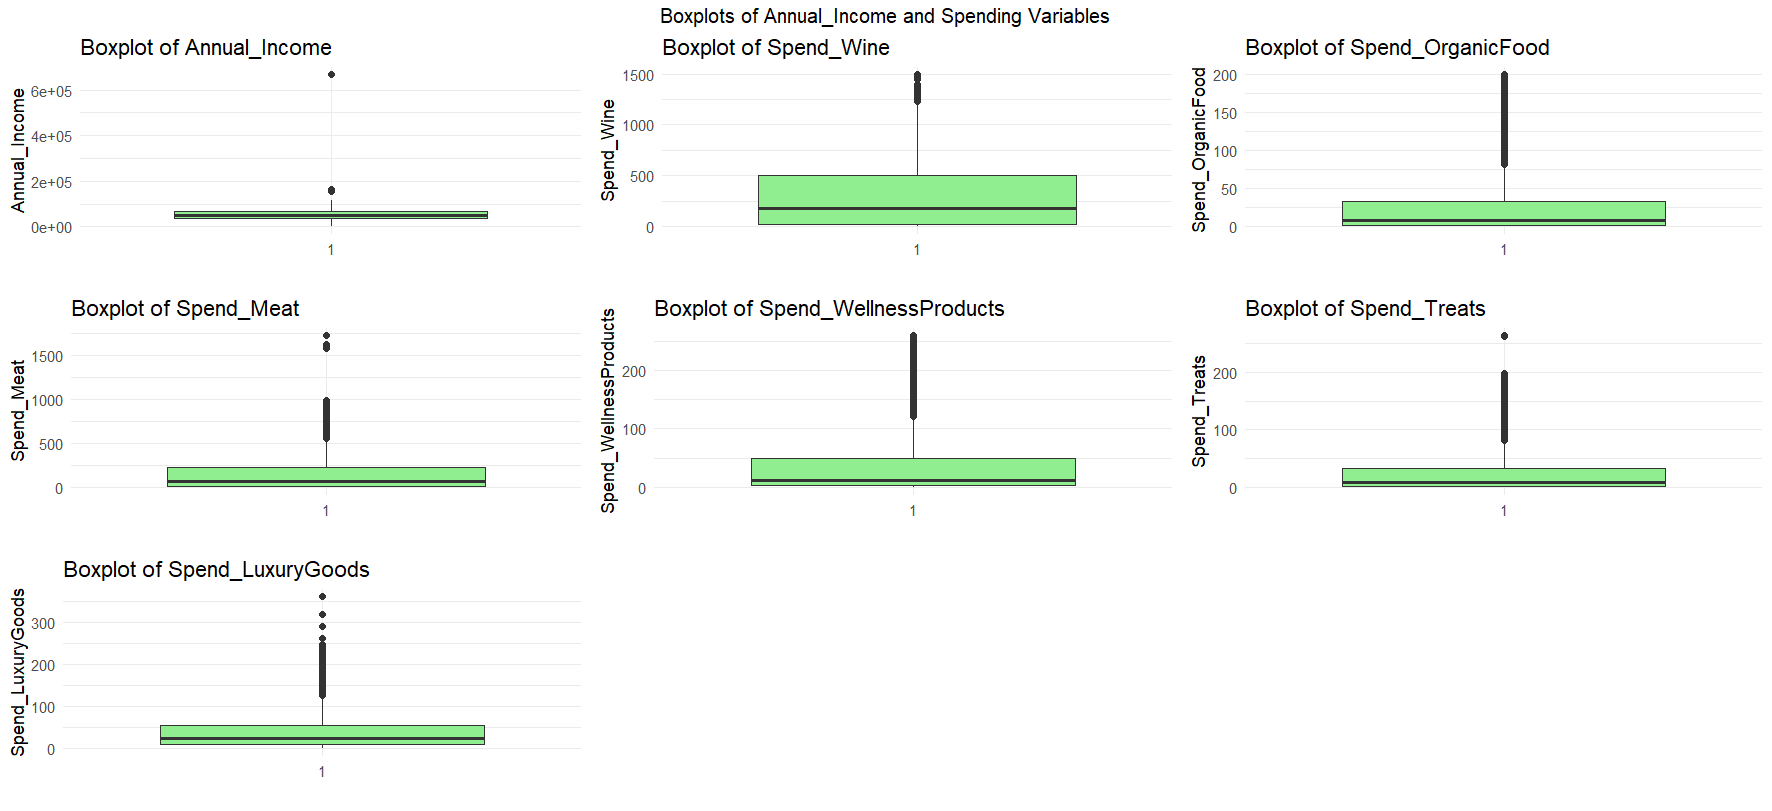 Boxplots of Annual_Income and Spending Variables
Boxplot of Annual_Income
Annual_Income
6e+05
4e+05
2e+05
0e+00
1
Boxplot of Spend_Wine
Spend_Wine
1500
1000
500
0
1
Boxplot of Spend_OrganicFood
Spend_OrganicFood
200
150
100
50
0
1
Boxplot of Spend_Meat
Spend_Meat
1500
1000
500
0
1
Boxplot of Spend_WellnessProducts
Spend_WellnessProducts
200
100
0
1
Boxplot of Spend_Treats
Spend_Treats
200
100
0
1
Boxplot of Spend_LuxuryGoods
Spend_LuxuryGoods
300
200
100
0
1